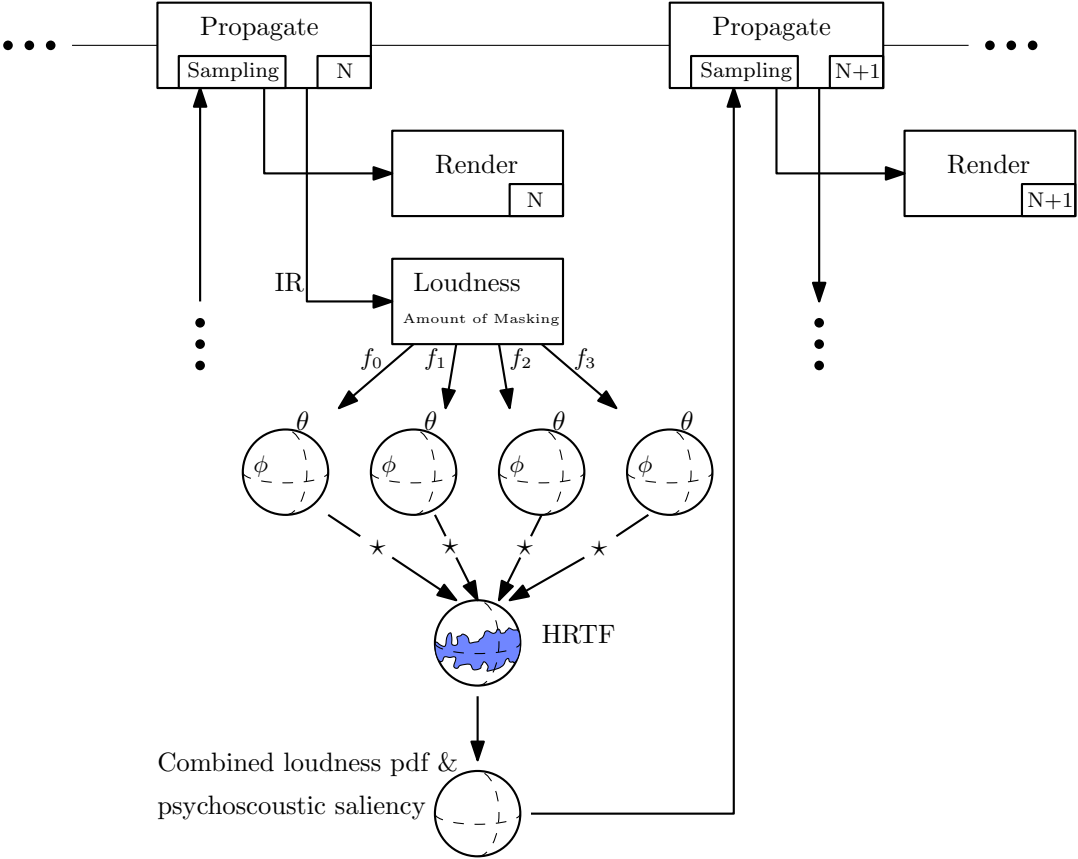 Propagate
Sampling
N
Propagate
Sampling
N+1
Render
N
Render
N+1
IR
Loudness
Amount of Masking
f0 f1 f2 f3
θ θ θ θ
ϕ ϕ ϕ ϕ
⋆ ⋆ ⋆ ⋆
HRTF
Combined loudness pdf &
psychoscoustic saliency